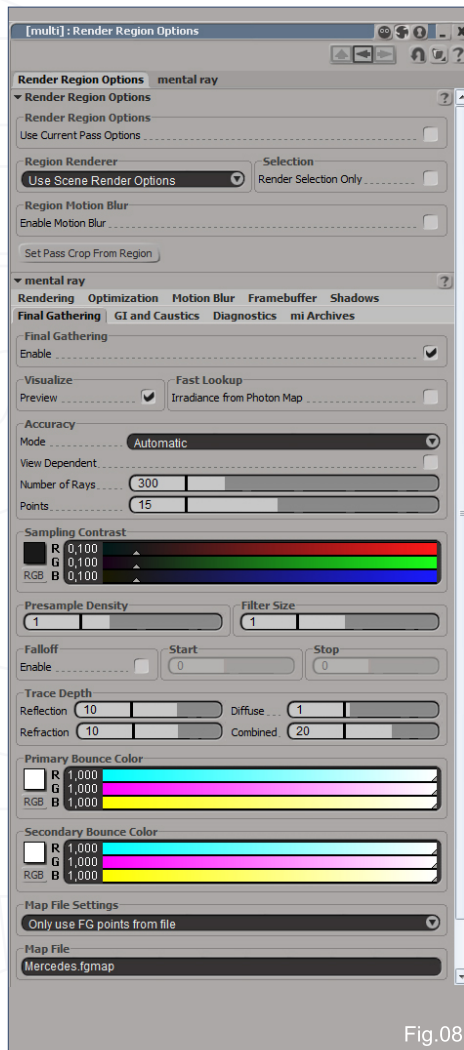 [multi] : Render Region Options
Render Region Options mental ray
Render Region Options ?
Render Region Options
Use Current Pass Options
Region Renderer Selection
Use Scene Render Options Render Selection Only
Region Motion Blur
Enable Motion Blur
Set Pass Crop From Region
mental ray ?
Rendering Optimization Motion Blur Framebuffer Shadows
Final Gathering GI and Caustics Diagnostics mi Archives
Final Gathering
Enable
Visualize Fast Lookup
Preview Irradiance from Photon Map
Accuracy
Mode Automatic
View Dependent
Number of Rays 300
Points 15
Sampling Contrast
R 0,100
G 0,100
RGB B 0,100
Presample Density Filter Size
1 1
Falloff Start Stop
Enable 0 0
Trace Depth
Reflection 10 Diffuse 1
Refraction 10 Combined 20
Primary Bounce Color
R 1,000
G 1,000
RGB B 1,000
Secondary Bounce Color
R 1,000
G 1,000
RGB B 1,000
Map File Settings
Only use FG points from file
Map File
Mercedes.fgmap
Fig.08